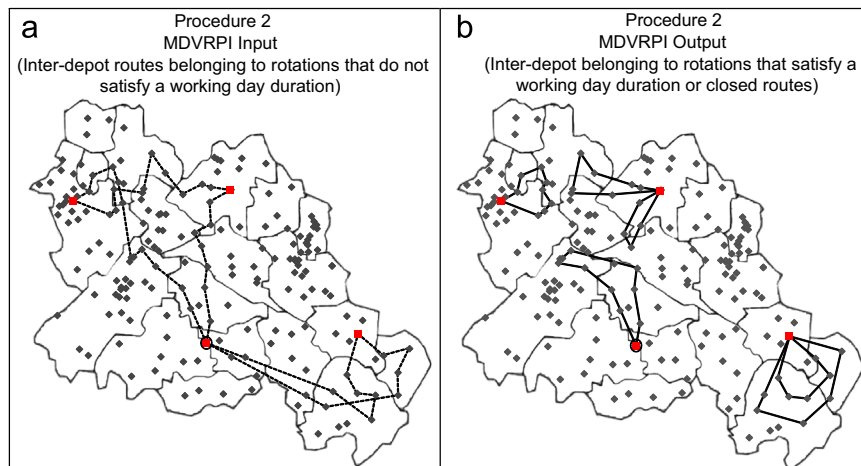 a
Procedure 2
MDVRPI Input
(Inter-depot routes belonging to rotations that do not
satisfy a working day duration)
b
Procedure 2
MDVRPI Output
(Inter-depot belonging to rotations that satisfy a
working day duration or closed routes)